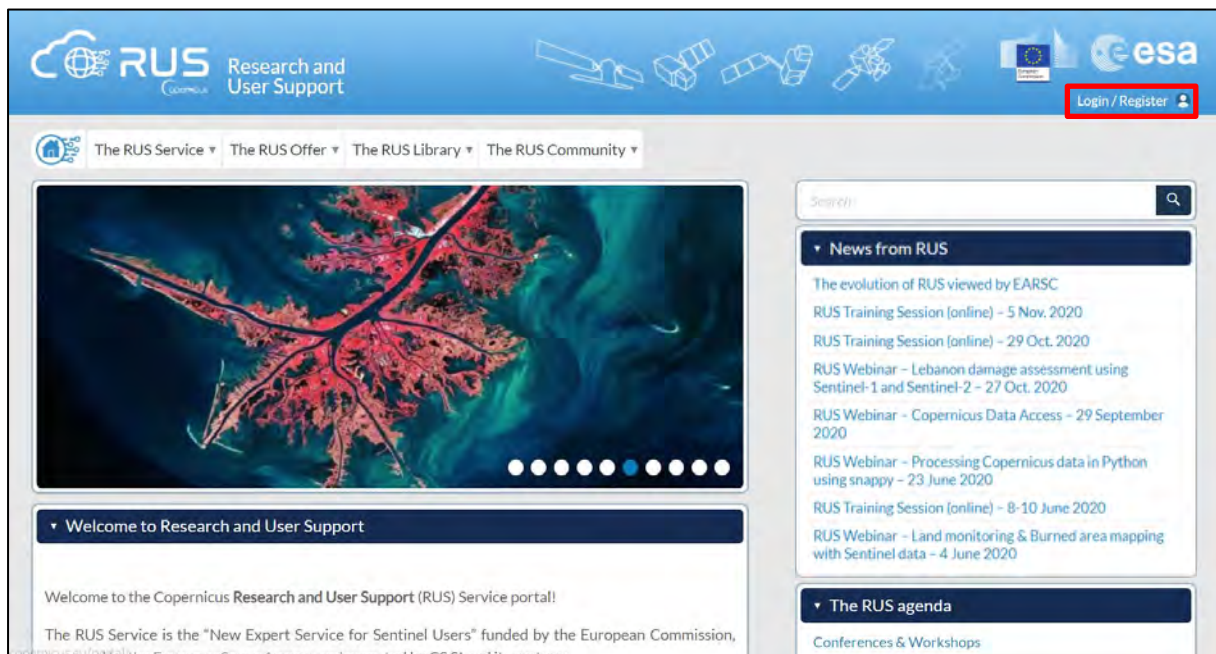 RUS
Copernicus
Research and
User Support
European
Commission
esa
Login / Register
The RUS Service
The RUS Offer
The RUS Library
The RUS Community
Search
News from RUS
The evolution of RUS viewed by EARSC
RUS Training Session (online) – 5 Nov. 2020
RUS Training Session (online) – 29 Oct. 2020
RUS Webinar – Lebanon damage assessment using
Sentinel-1 and Sentinel-2 – 27 Oct. 2020
RUS Webinar – Copernicus Data Access – 29 September
2020
RUS Webinar – Processing Copernicus data in Python
using snappy – 23 June 2020
RUS Training Session (online) – 8-10 June 2020
RUS Webinar – Land monitoring & Burned area mapping
with Sentinel data – 4 June 2020
Welcome to Research and User Support
Welcome to the Copernicus Research and User Support (RUS) Service portal!
The RUS Service is the “New Expert Service for Sentinel Users” funded by the European Commission,
The RUS agenda
Conferences & Workshops